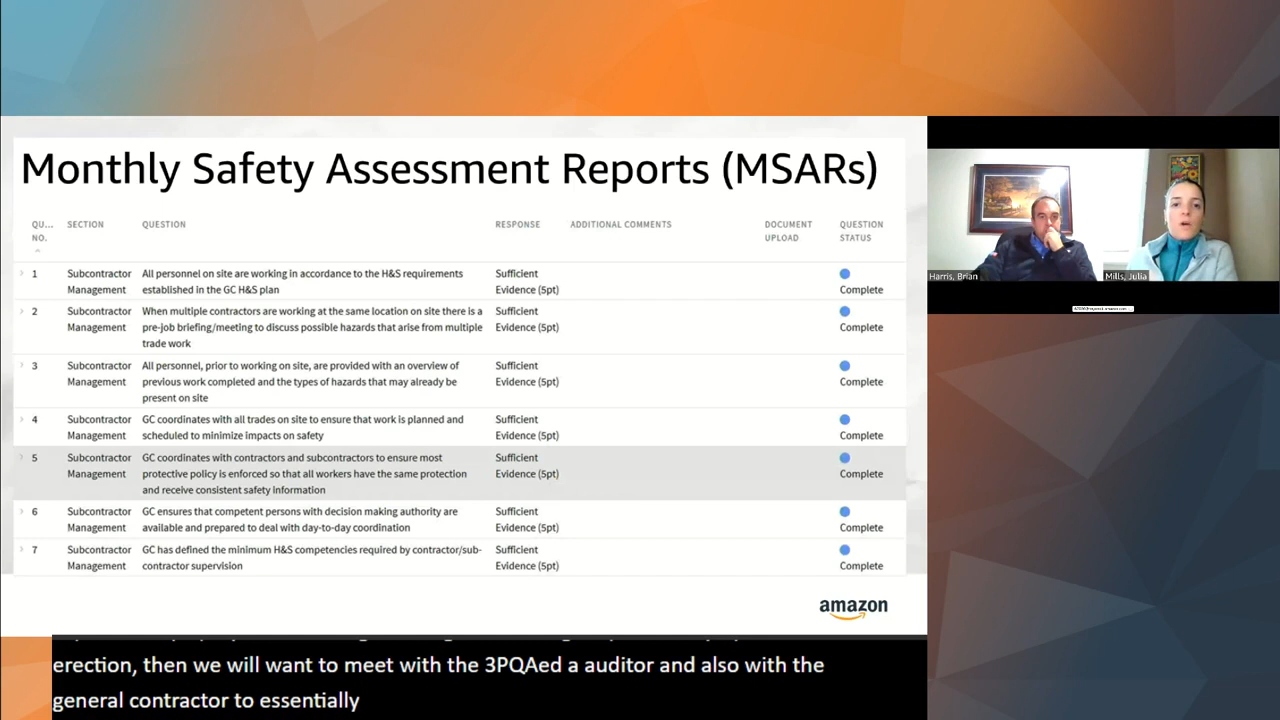 Monthly Safety Assessment Reports (MSARs)
QU... SECTION QUESTION RESPONSE ADDITIONAL COMMENTS DOCUMENT QUESTION
NO. UPLOAD STATUS
1 Subcontractor All personnel on site are working in accordance to the H&S requirements Sufficient
Management established in the GC H&S plan Evidence (5pt) Complete
2 Subcontractor When multiple contractors are working at the same location on site there is a Sufficient
Management pre-job briefing/meeting to discuss possible hazards that arise from multiple Evidence (5pt) Complete
trade work
3 Subcontractor All personnel, prior to working on site, are provided with an overview of Sufficient
Management previous work completed and the types of hazards that may already be Evidence (5pt) Complete
present on site
4 Subcontractor GC coordinates with all trades on site to ensure that work is planned and Sufficient
Management scheduled to minimize impacts on safety Evidence (5pt) Complete
5 Subcontractor GC coordinates with contractors and subcontractors to ensure most Sufficient
Management protective policy is enforced so that all workers have the same protection Evidence (5pt) Complete
and receive consistent safety information
6 Subcontractor GC ensures that competent persons with decision making authority are Sufficient
Management available and prepared to deal with day-to-day coordination Evidence (5pt) Complete
7 Subcontractor GC has defined the minimum H&S competencies required by contractor/sub- Sufficient
Management contractor supervision Evidence (5pt) Complete
amazon
Harris, Brian
Mills, Julia
erection, then we will want to meet with the 3PQAed a auditor and also with the
general contractor to essentially